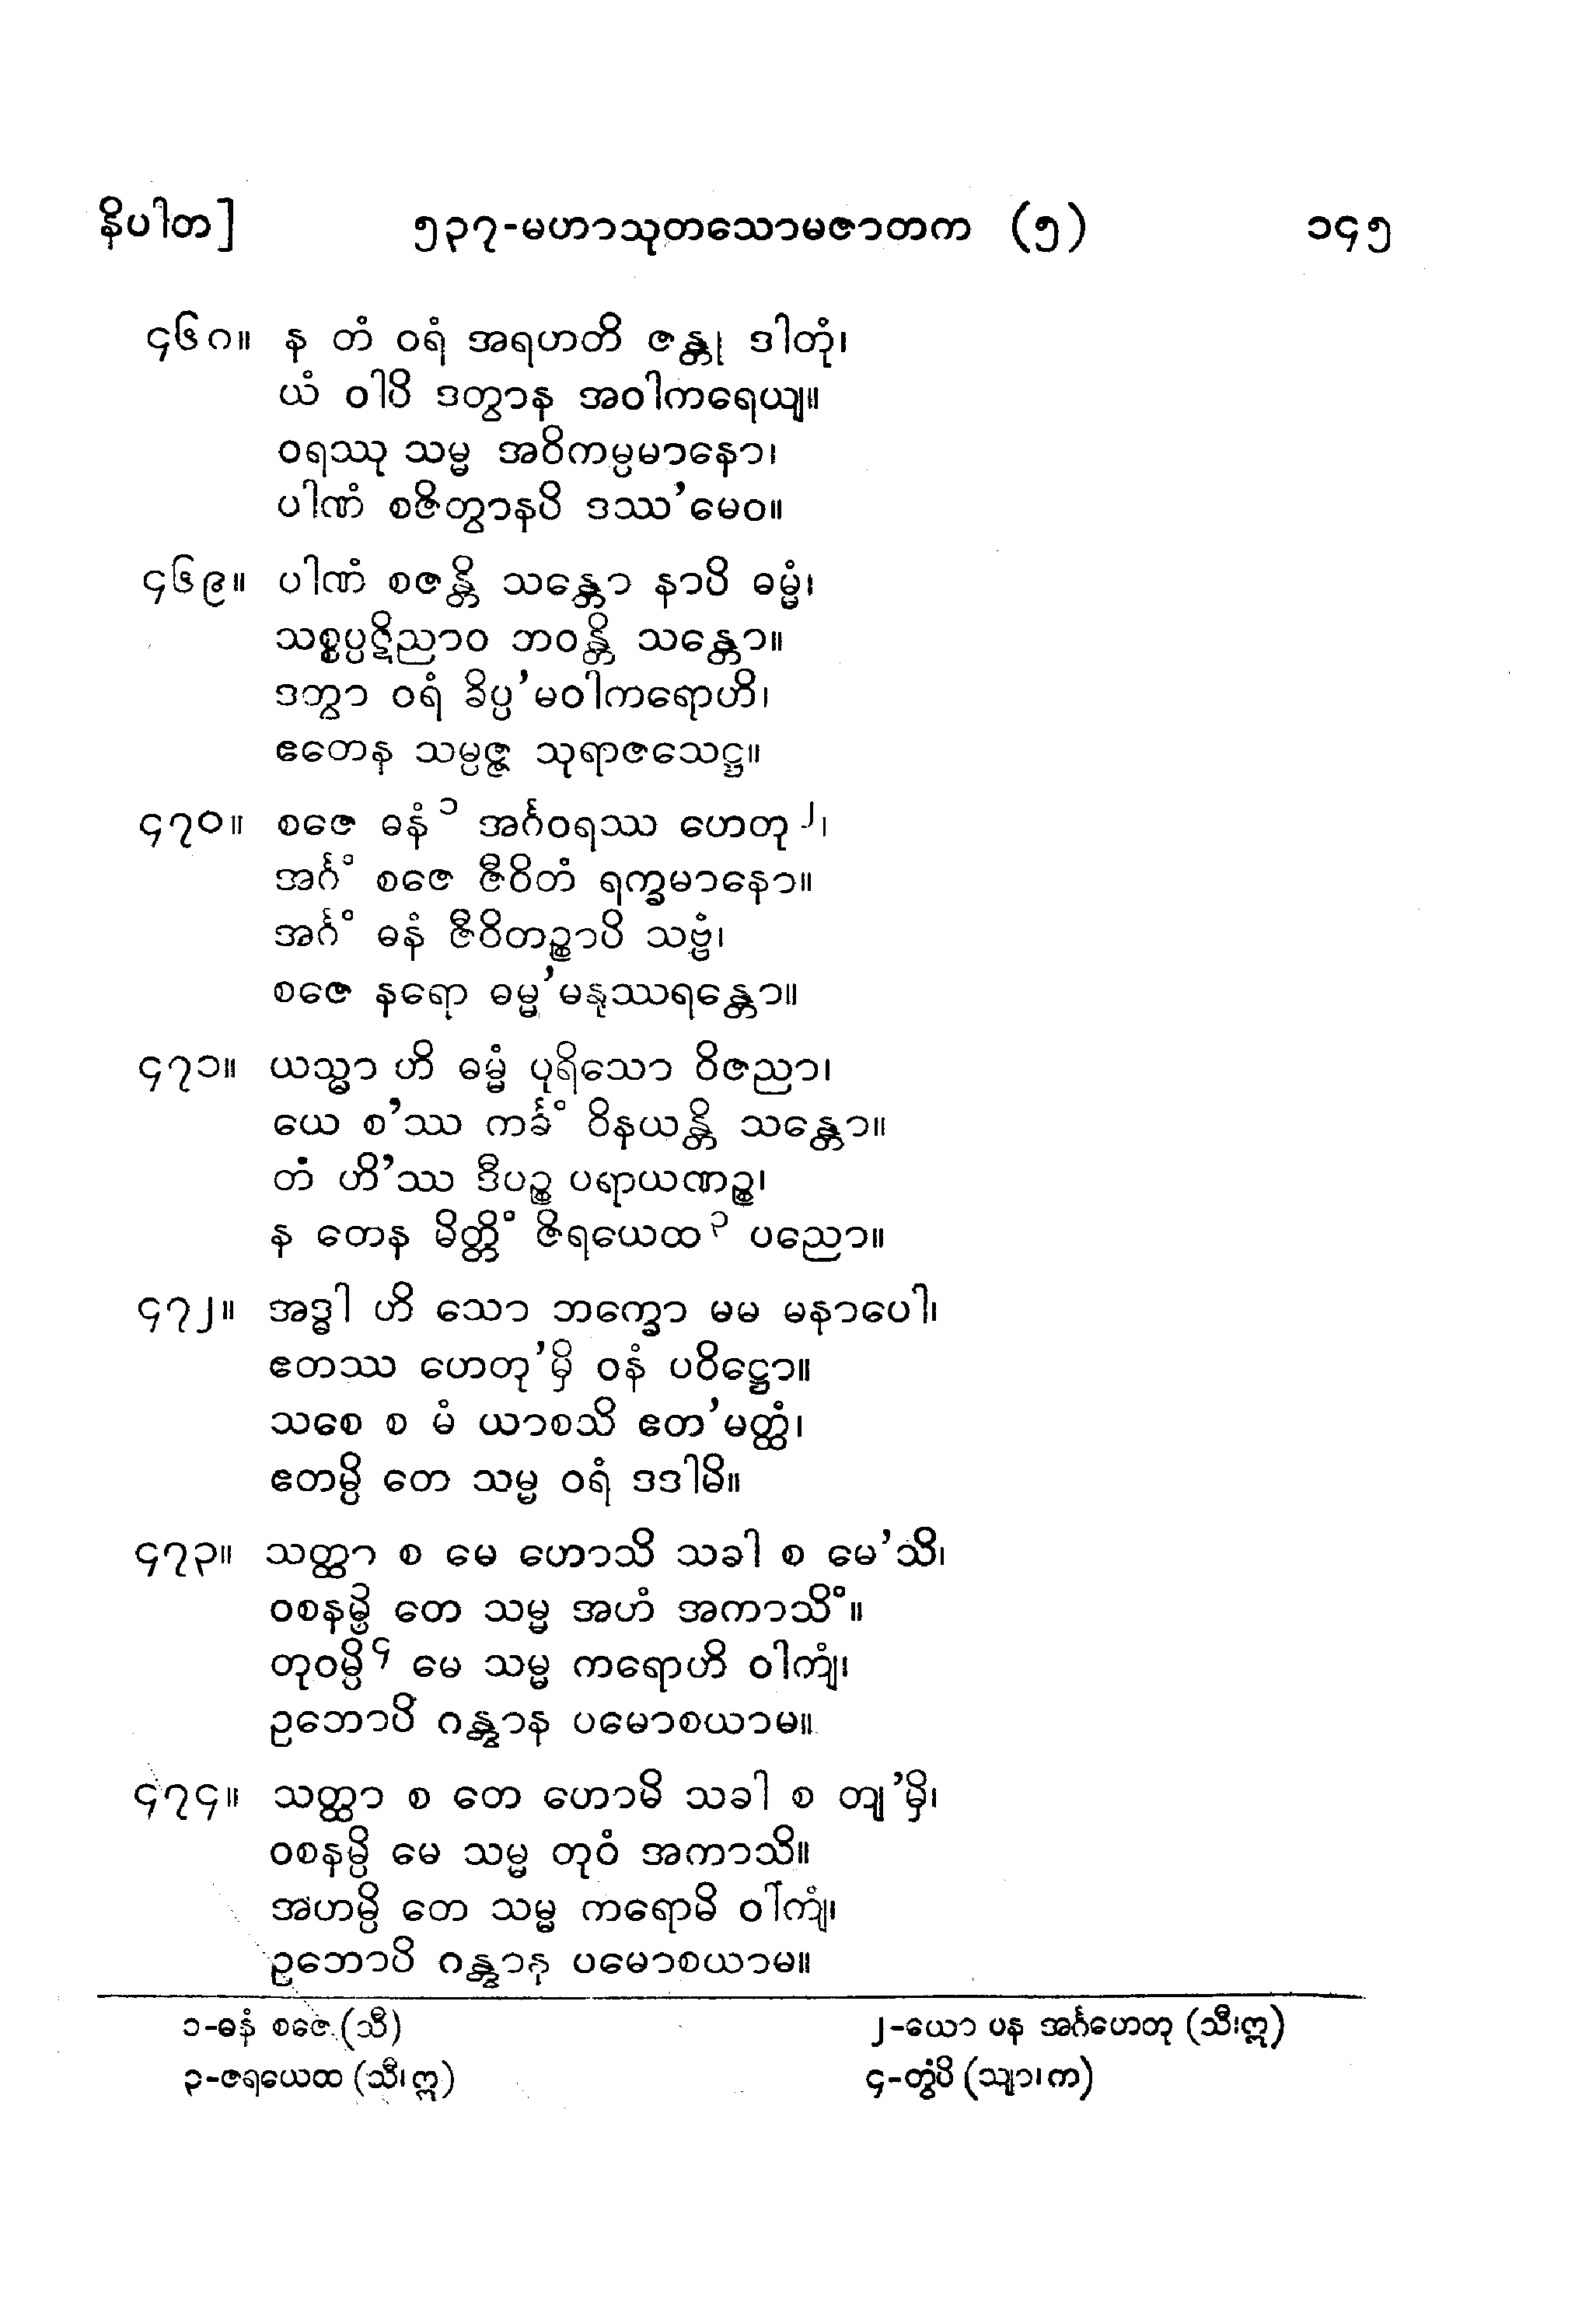 နိပါတ] ၅၃၇-မဟာသုတသောမဇာတက (၅) ၁၄၅
၄၆၈။ န တံ ဝရံ အရဟတိ ဇန္တု ဒါတုံ၊
ယံ ဝါပိ ဒတွာန အဝါကရေယျ။
ဝရဿု သမ္မ အဝိကမ္ပမာနော၊
ပါဏံ စဇိတွာနပိ ဒဿ’မေဝ။
၄၆၉။ ပါဏံ စဇန္တိ သန္တော နာပိ ဓမ္မံ၊
သစ္စပ္ပဋိညာဝ ဘဝန္တိ သန္တော။
ဒတွာ ဝရံ ခိပ္ပ’မဝါကရောဟိ၊
ဧတေန သမ္ပဇ္ဇ သုရာဇသေဋ္ဌ။
၄၇၀။ စဇေ ဓနံ ၁ အင်္ဂဝရဿ ဟေတု ၂၊
အင်္ဂံ စဇေ ဇီဝိတံ ရက္ခမာနော။
အင်္ဂံ ဓနံ ဇီဝိတဉ္စာပိ သဗ္ဗံ၊
စဇေ နရော ဓမ္မ’မနုဿရန္တော။
၄၇၁။ ယသ္မာ ဟိ ဓမ္မံ ပုရိသော ဝိဇညာ၊
ယေ စ’ဿ ကင်္ခံ ဝိနယန္တိ သန္တော။
တံ ဟိ’ဿ ဒီပဉ္စ ပရာယဏဉ္စ၊
န တေန မိတ္တိံ ဇိရယေထ ၃ ပညော။
၄၇၂။ အဒ္ဓါ ဟိ သော ဘက္ခော မမ မနာပေါ၊
ဧတဿ ဟေတု’မှိ ဝနံ ပဝိဋ္ဌော။
သစေ စ မံ ယာစသိ ဧတ’မတ္ထံ၊
ဧတမ္ပိ တေ သမ္မ ဝရံ ဒဒါမိ။
၄၇၃။ သတ္ထာ စ မေ ဟောသိ သခါ စ မေ’သိ၊
ဝစနမ္ပိ တေ သမ္မ အဟံ အကာသိံ။
တုဝမ္ပိ ၄ မေ သမ္မ ကရောဟိ ဝါကျံ၊
ဥဘောပိ ဂန္တွာန ပမောစယာမ။
၄၇၄။ သတ္ထာ စ တေ ဟောမိ သခါ စ တျ’မှိ၊
ဝစနမ္ပိ မေ သမ္မ တုဝံ အကာသိ။
အဟမ္ပိ တေ သမ္မ ကရောမိ ဝါကျံ၊
ဥဘောပိ ဂန္တွာန ပမောစယာမ။
၁-ဓနံ စဇေ (သီ) ၂-ယော ပန အင်္ဂဟေတု (သီ၊ဣ)
၃-ဇရယေထ (သီ၊ ဣ) ၄-တွံပိ (သျာ၊ က)